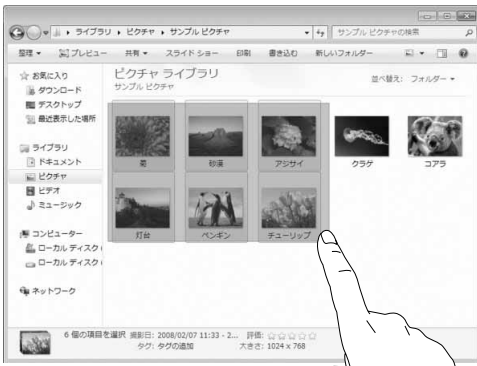 ライブラリ ▸ ピクチャ ▸ サンプル ピクチャ
サンプル ピクチャの検索
整理 ▼ プレビュー 共有 ▼ スライド ショー 印刷 書き込む 新しいフォルダー
お気に入り
ダウンロード
デスクトップ
最近表示した場所
ライブラリ
ドキュメント
ピクチャ
ビデオ
ミュージック
コンピューター
ローカル ディスク (
ローカル ディスク (
ネットワーク
ピクチャ ライブラリ
サンプル ピクチャ
並べ替え: フォルダー ▼
菊 砂漠 アジサイ クラゲ コアラ
灯台 ペンギン チューリップ
6 個の項目を選択 撮影日: 2008/02/07 11:33 - 2... 評価: ☆☆☆☆☆
タグ: タグの追加 大きさ: 1024 x 768